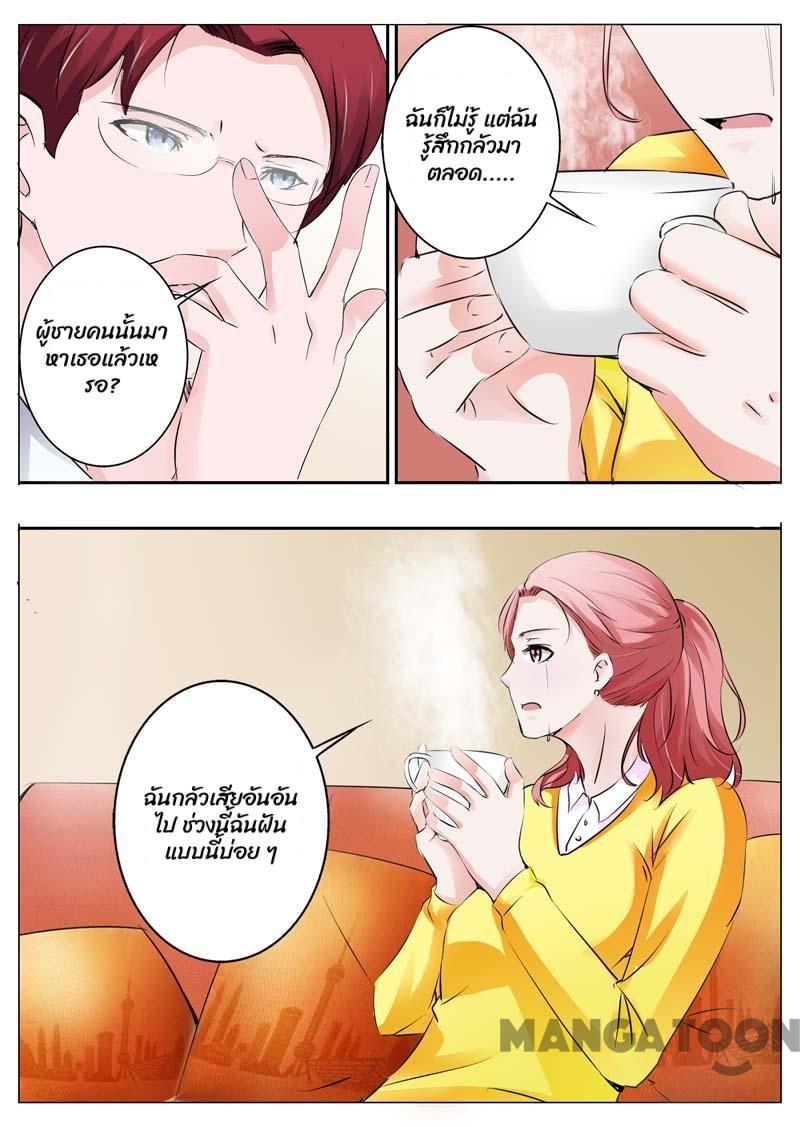 ผู้ชายคนนั้นมา
หาเธอแล้วเห
รอ?
ฉันก็ไม่รู้ แต่ฉัน
รู้สึกกลัวมา
ตลอด.....
ฉันกลัวเสียอันอัน
ไป ช่วงนี้ฉันฝัน
แบบนี้บ่อย ๆ
MANGATOON